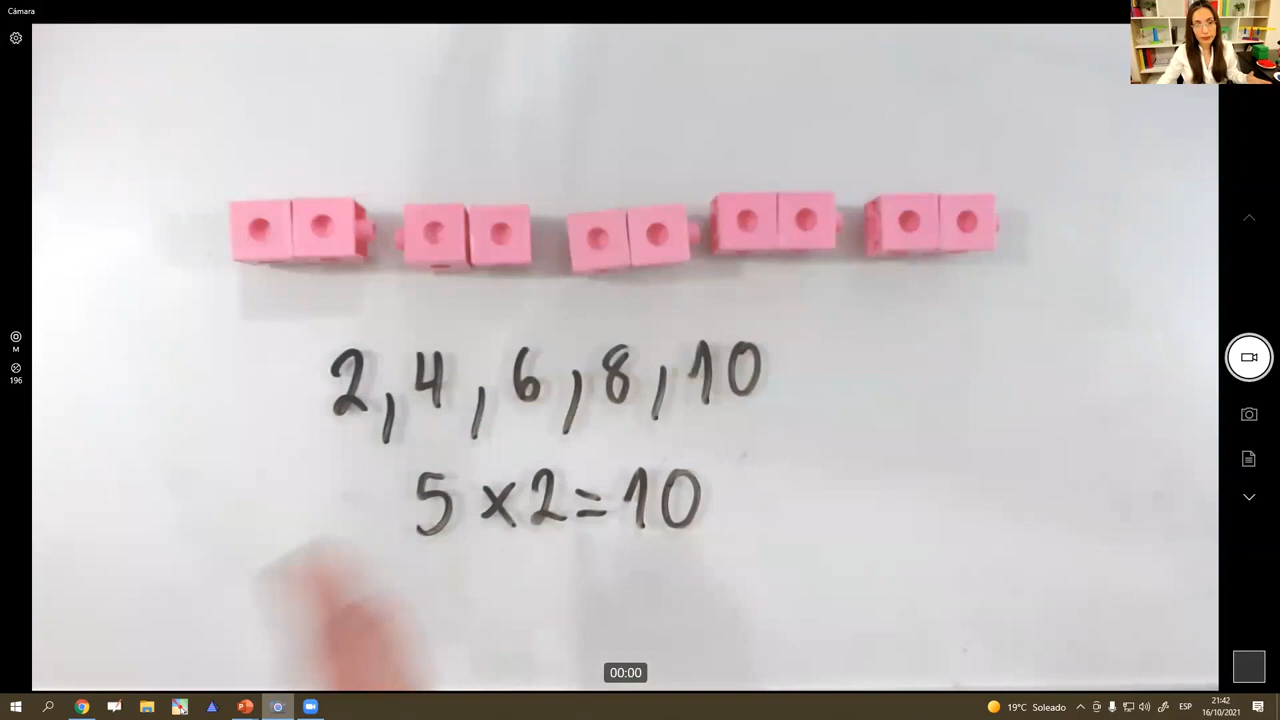 Cámara
M
196
2, 4, 6, 8, 10
5 x 2 = 10
00:00
19°C Soleado
ESP
21:42
16/10/2021